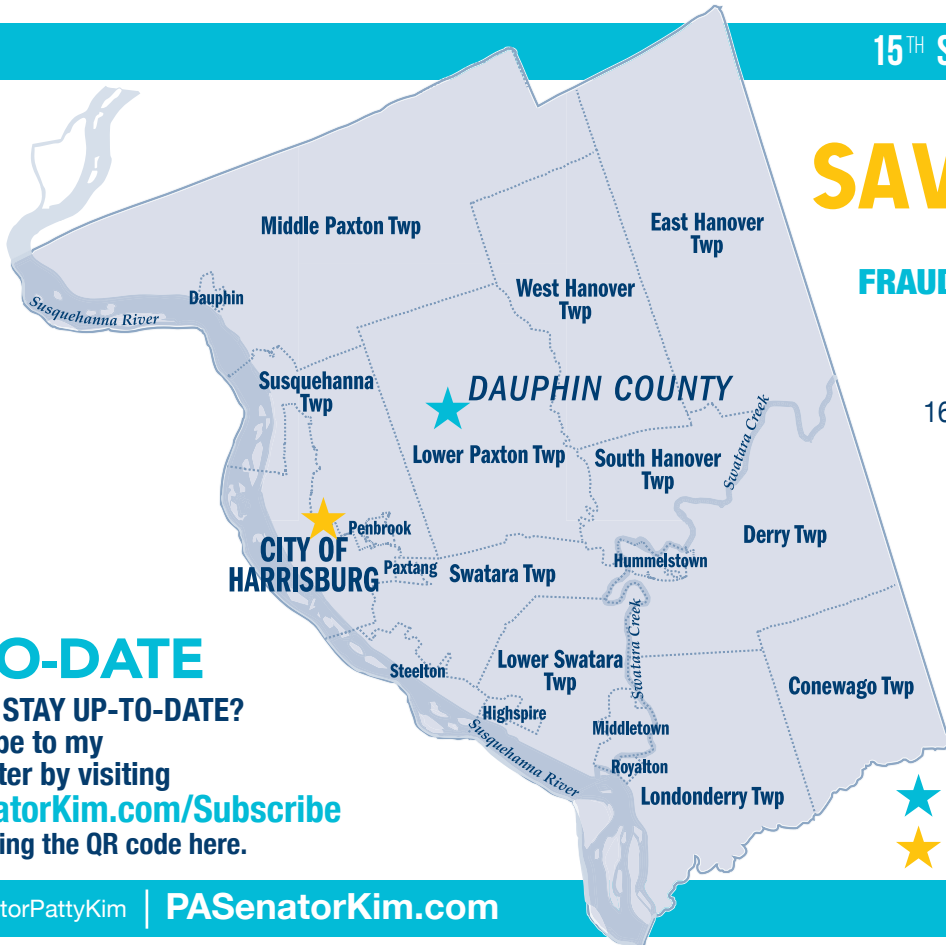 15TH S
SAV
FRAUD
16
Middle Paxton Twp
East Hanover
Twp
Dauphin
West Hanover
Twp
Susquehanna River
Susquehanna
Twp
DAUPHIN COUNTY
Swatara Creek
Lower Paxton Twp
South Hanover
Twp
Penbrook
CITY OF
HARRISBURG
Paxtang
Swatara Twp
Hummelstown
Derry Twp
Swatara Creek
Steelton
Lower Swatara
Twp
Conewago Twp
Highspire
Middletown
Susquehanna River
Royalton
Londonderry Twp
O-DATE
STAY UP-TO-DATE?
be to my
ter by visiting
atorKim.com/Subscribe
ing the QR code here.
torPattyKim | PASenatorKim.com